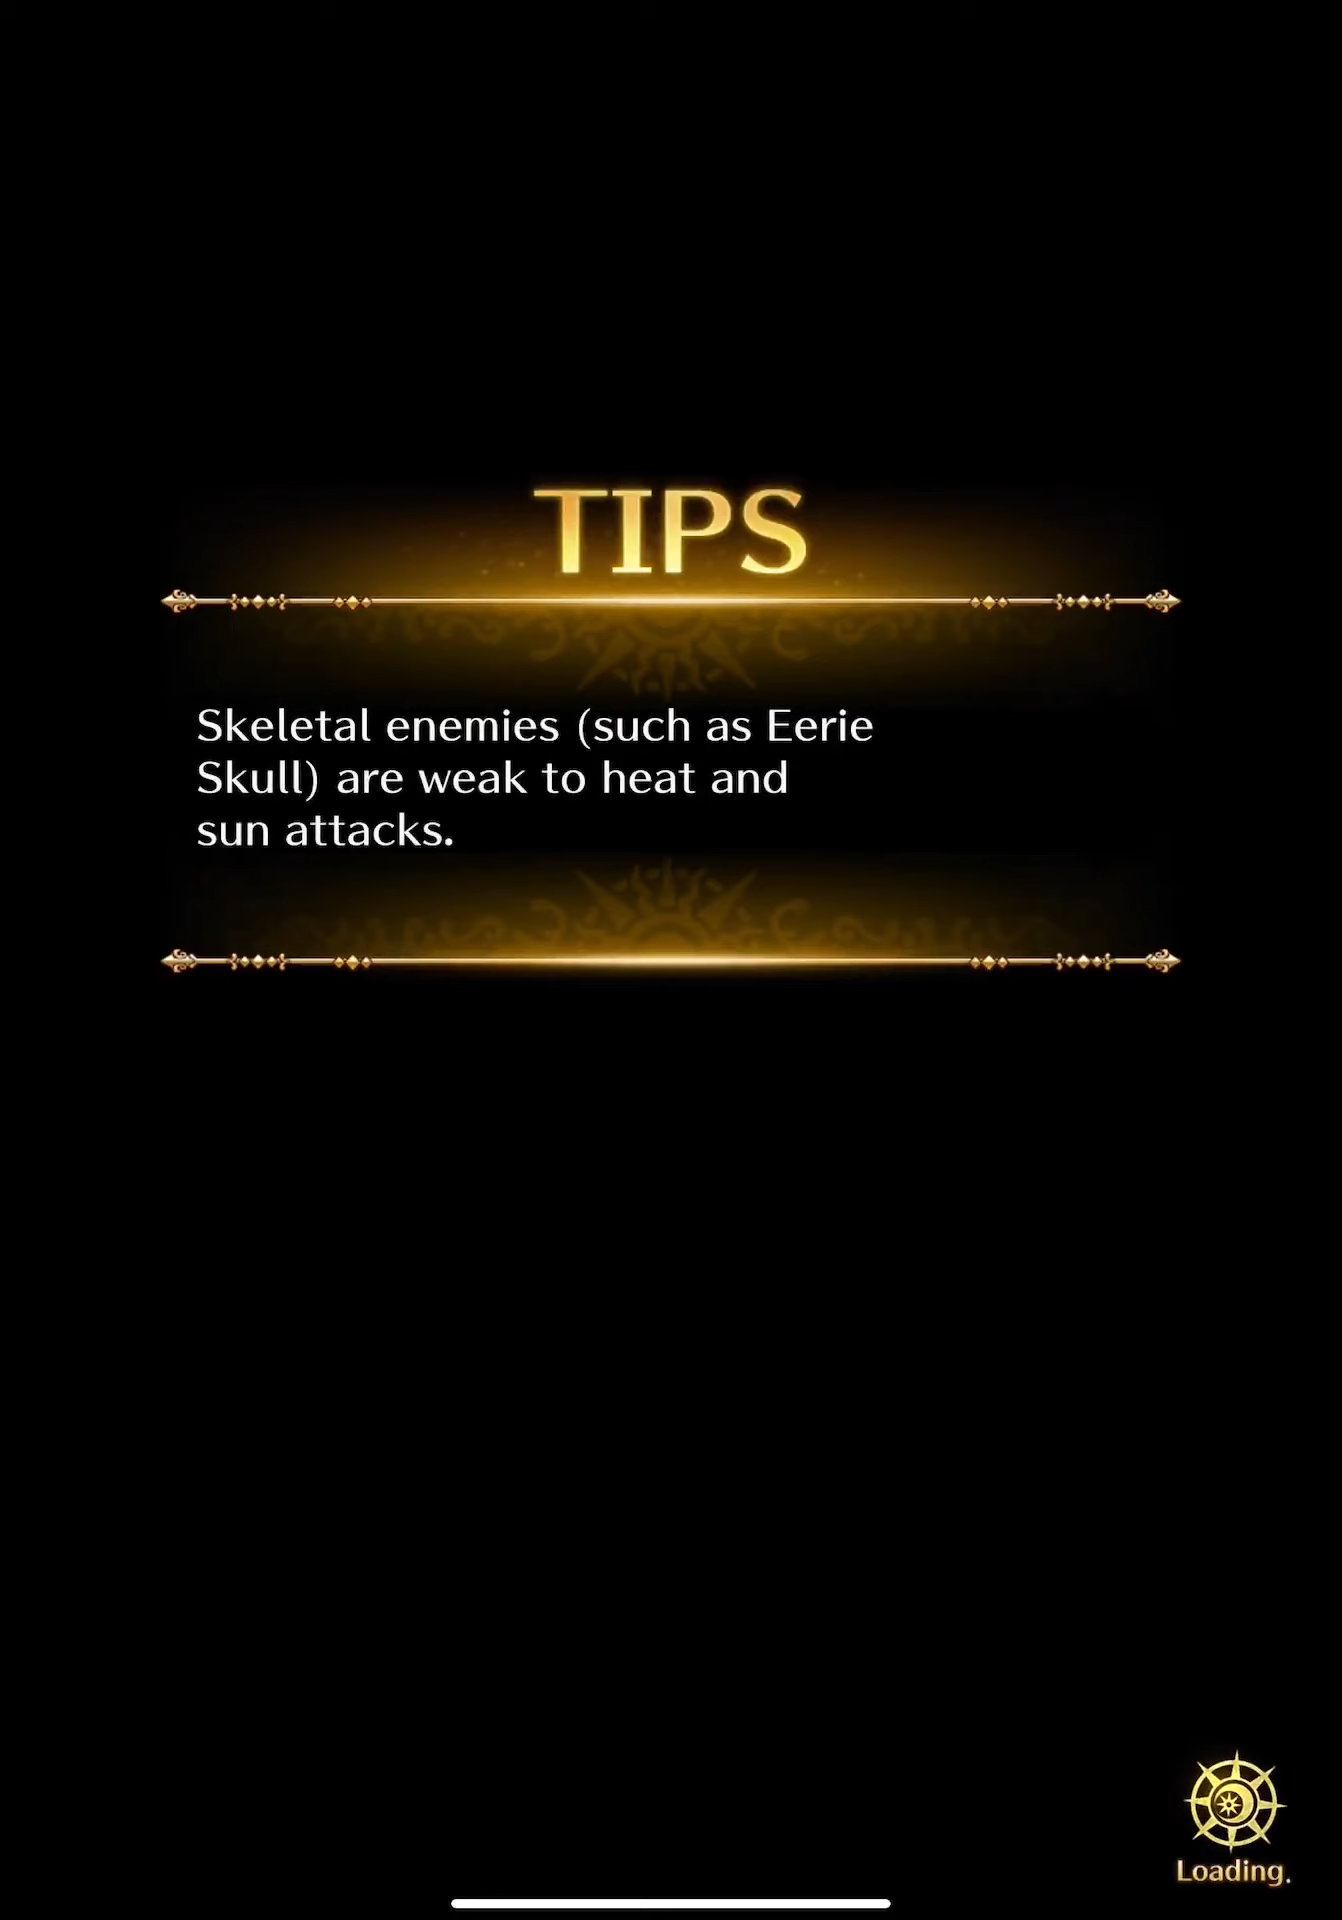 TIPS
Skeletal enemies (such as Eerie
Skull) are weak to heat and
sun attacks.
Loading.